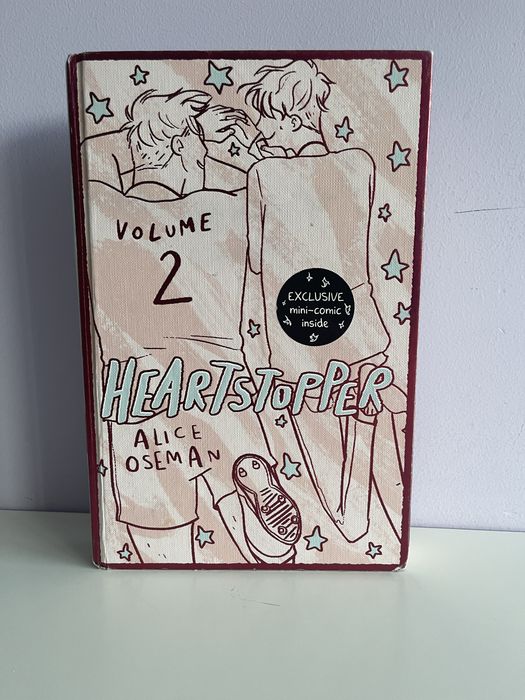 VOLUME
2
EXCLUSIVE
mini-comic
inside
HEARTSTOPPER
ALICE
OSEMAN